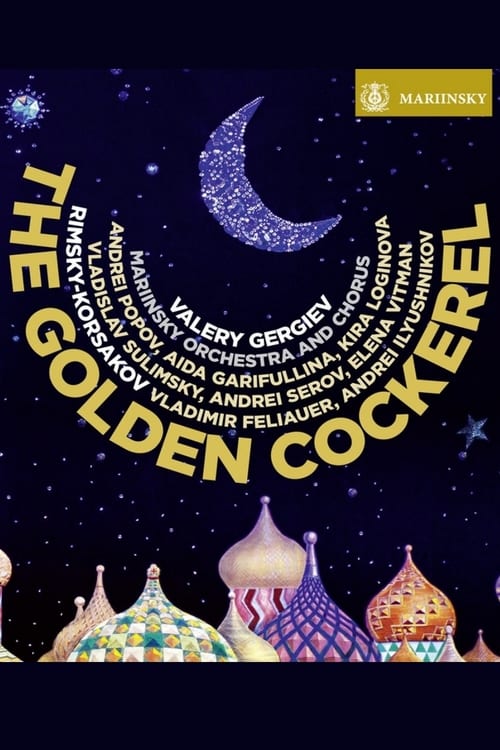 MARIINSKY
VALERY GERGIEV
MARIINSKY ORCHESTRA AND CHORUS
ANDREI POPOV, AIDA GARIFULLINA, KIRA LOGINOVA
VLADISLAV SULIMSKY, ANDREI SEROV, ELENA VITMAN
RIMSKY-KORSAKOV VLADIMIR FELIAUER, ANDREI ILYUSHNIKOV
THE GOLDEN COCKEREL